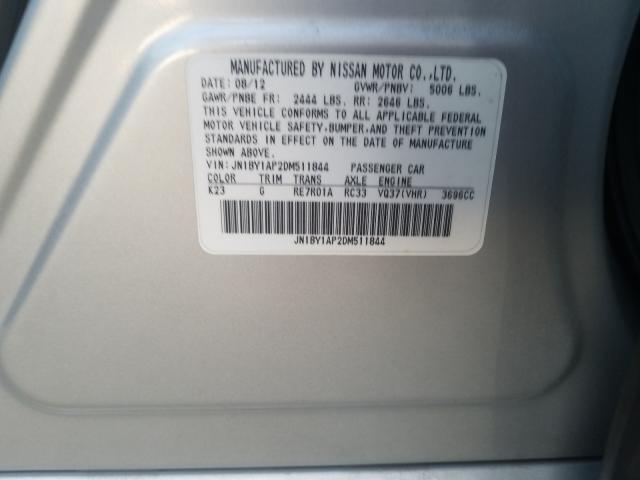 MANUFACTURED BY NISSAN MOTOR CO.,LTD.
DATE: 08/12 GVWR/PNBV: 5006 LBS.
GAWR/PNBE FR: 2444 LBS. RR: 2646 LBS.
THIS VEHICLE CONFORMS TO ALL APPLICABLE FEDERAL
MOTOR VEHICLE SAFETY,BUMPER,AND THEFT PREVENTION
STANDARDS IN EFFECT ON THE DATE OF MANUFACTURE
SHOWN ABOVE.
VIN: JN1BY1AP2DM511844 PASSENGER CAR
COLOR TRIM TRANS AXLE ENGINE
K23 G RE7R01A RC33 VQ37(VHR) 3696CC
JN1BY1AP2DM511844